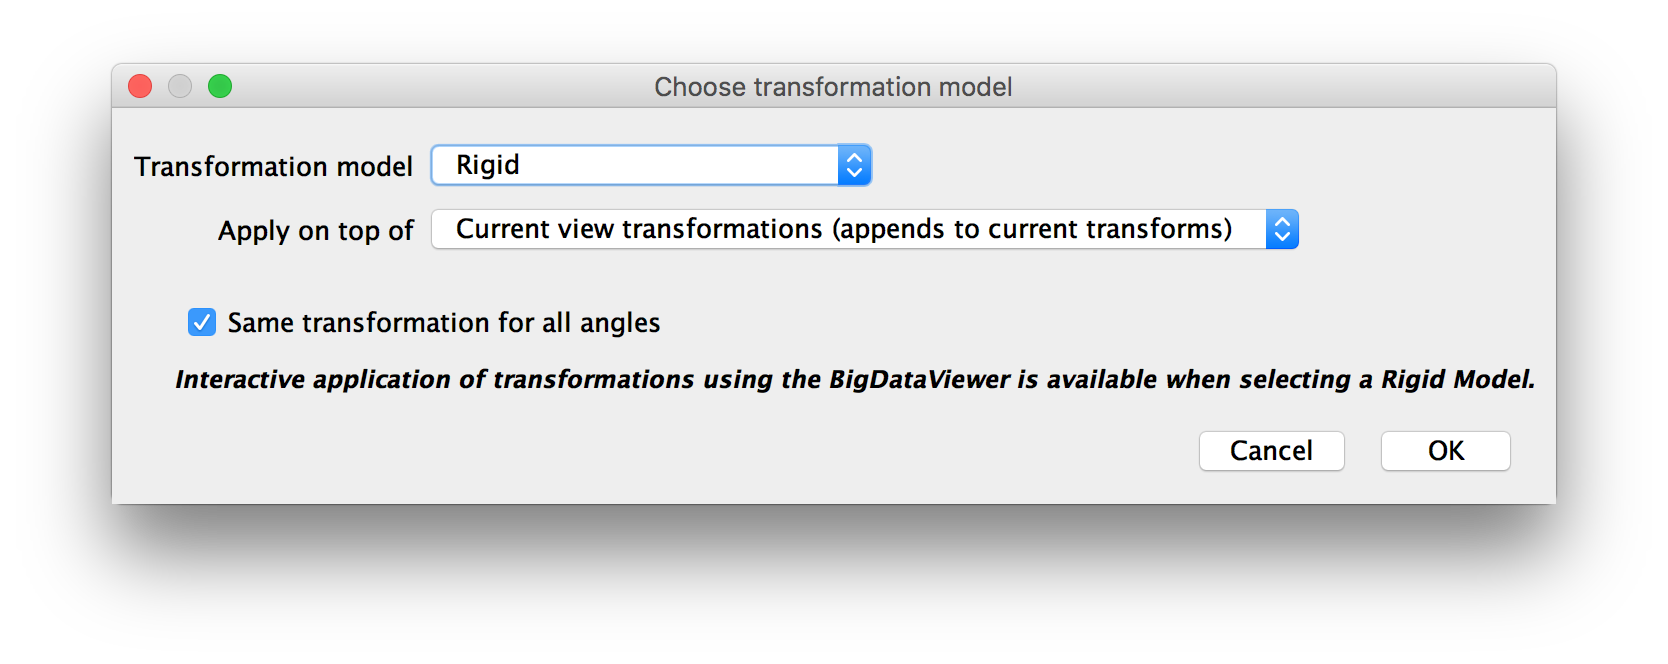 Choose transformation model
Transformation model Rigid
Apply on top of Current view transformations (appends to current transforms)
Same transformation for all angles
Interactive application of transformations using the BigDataViewer is available when selecting a Rigid Model.
Cancel OK